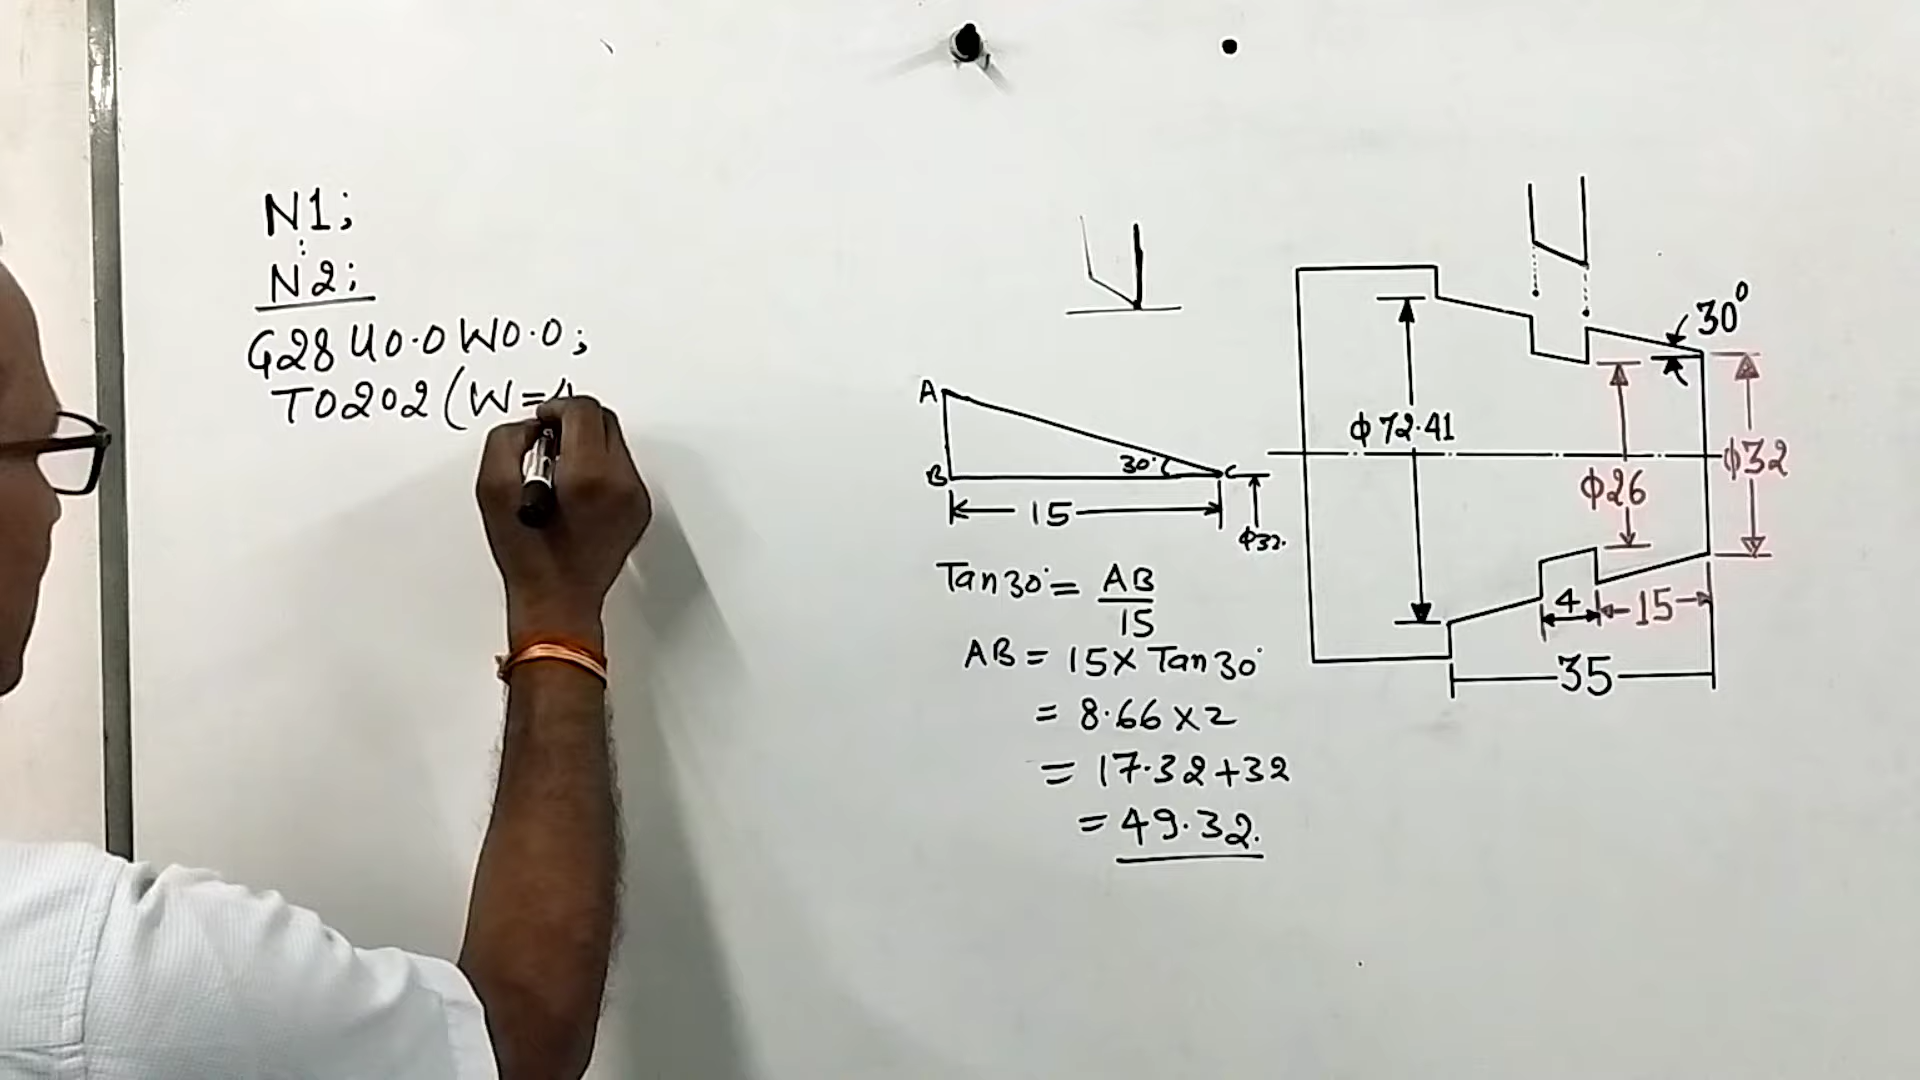 N1;
:
N2;
G28 U0.0 W0.0;
T0202 (W=4
A
B
30°
C
15
φ32.
Tan30° = AB/15
AB = 15 x Tan30°
= 8.66 x 2
= 17.32+32
= 49.32.
30°
φ72.41
φ32
φ26
4
15
35